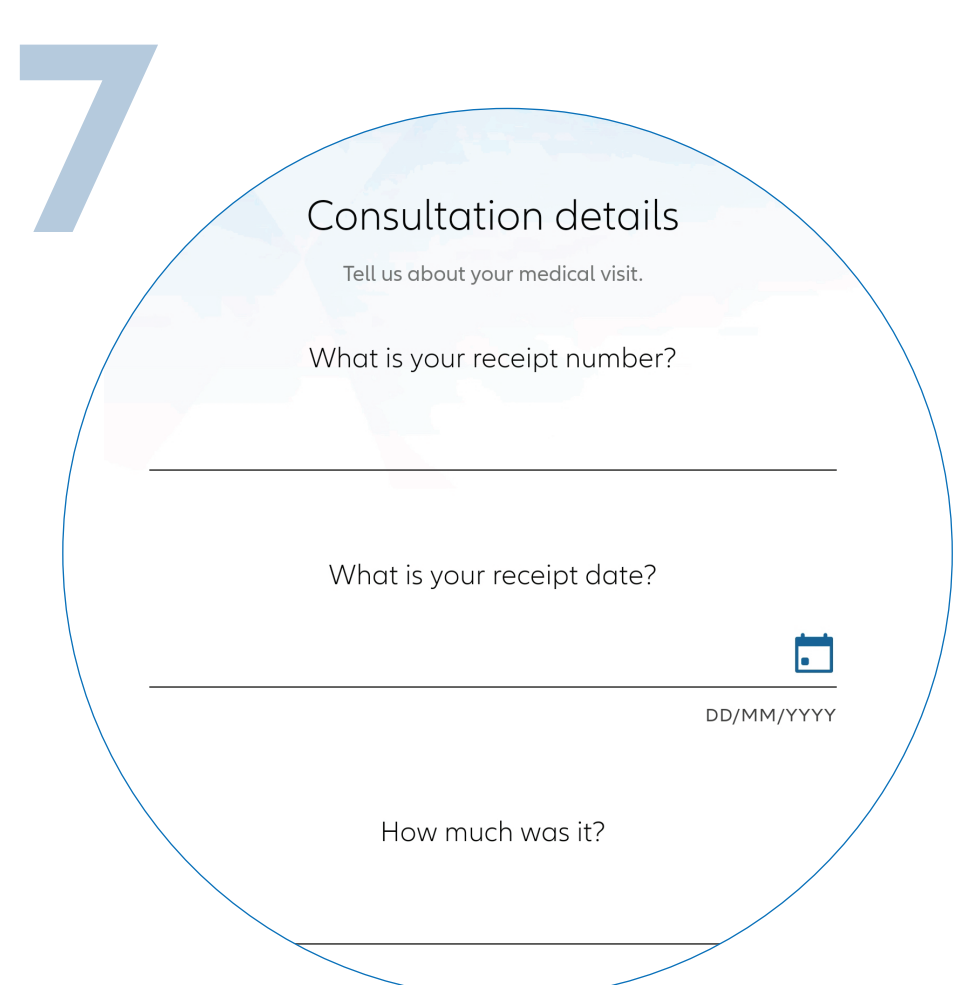 7
Consultation details
Tell us about your medical visit.
What is your receipt number?
What is your receipt date?
DD/MM/YYYY
How much was it?